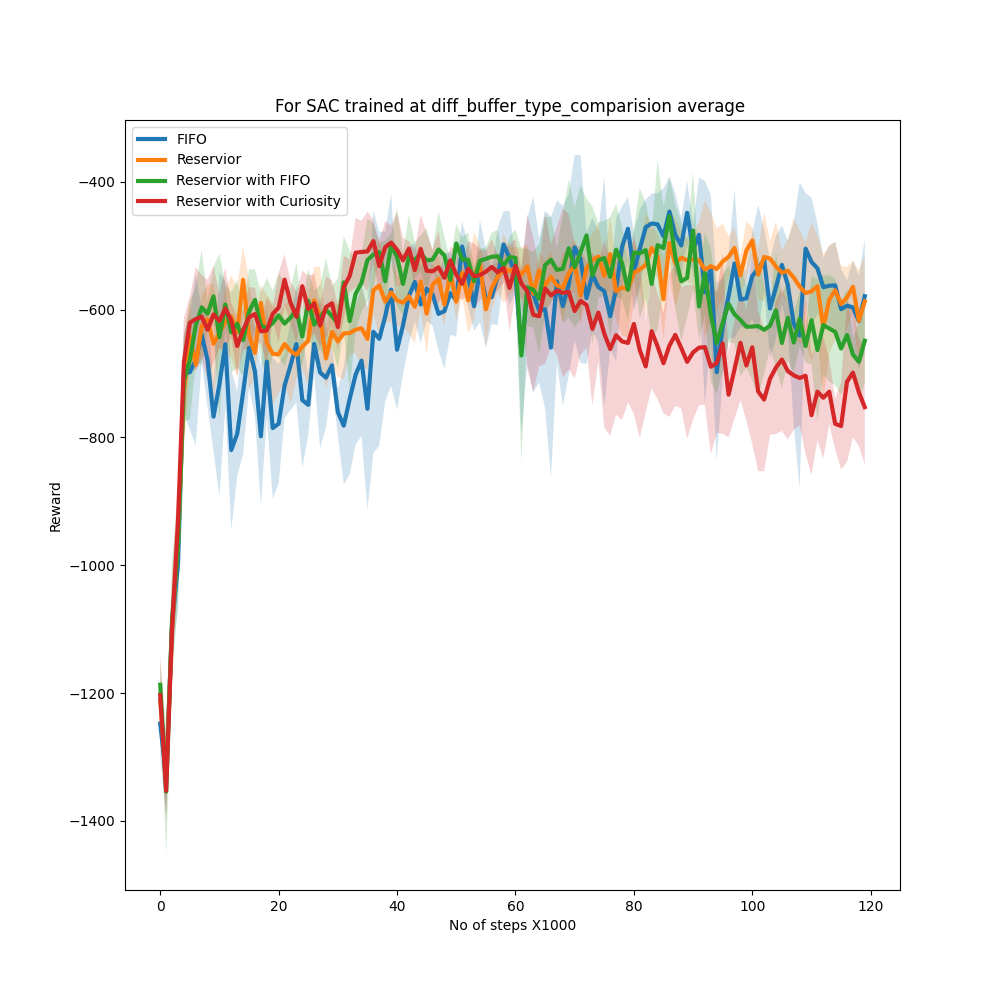 For SAC trained at diff_buffer_type_comparision average
FIFO
Reservior
Reservior with FIFO
Reservior with Curiosity
−400
−600
−800
−1000
−1200
−1400
Reward
0 20 40 60 80 100 120
No of steps X1000